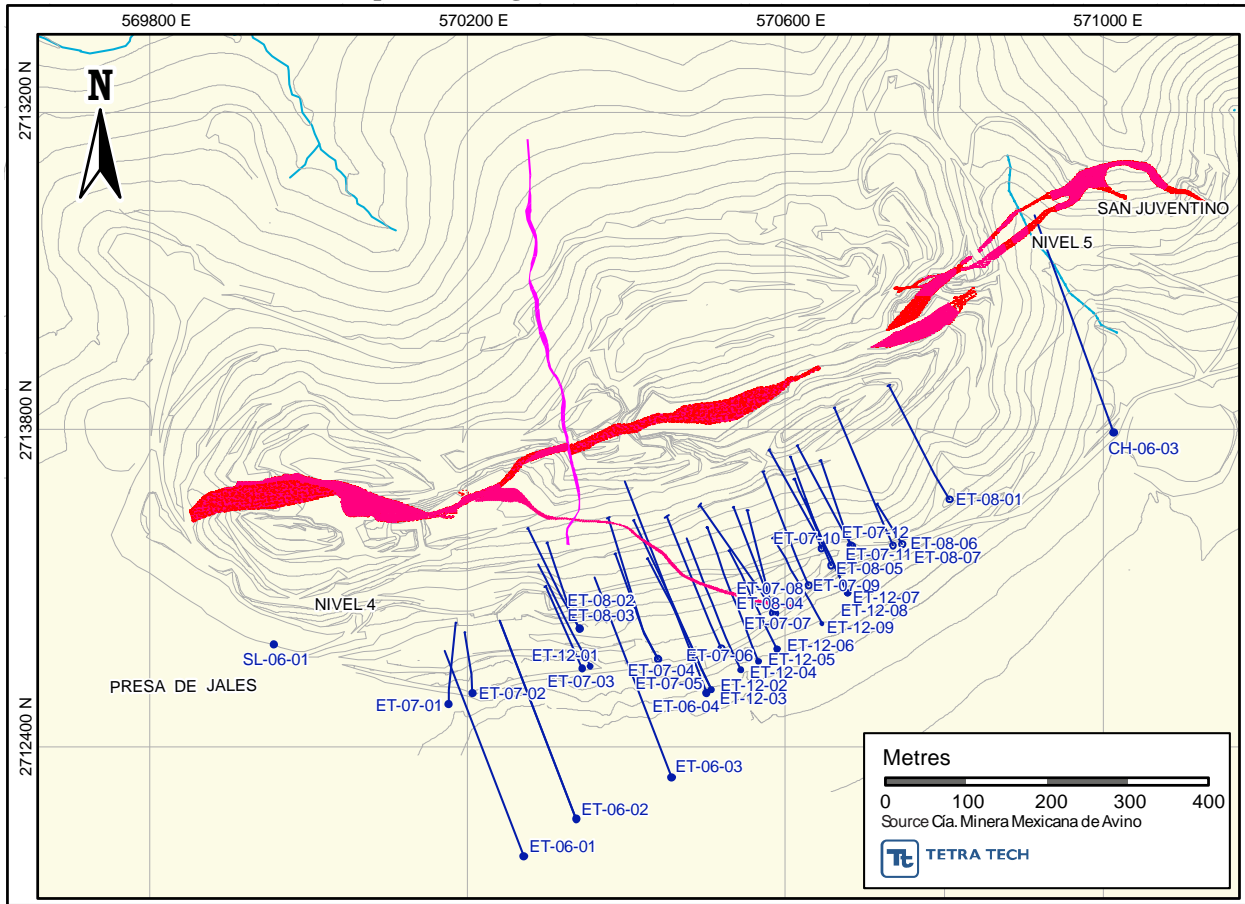 569800 E
570200 E
570600 E
571000 E
2713200 N
N
SAN JUVENTINO
NIVEL 5
2713800 N
CH-06-03
ET-08-01
ET-07-12
ET-07-10
ET-08-06
ET-07-11
ET-08-07
ET-08-05
ET-07-09
ET-07-08
ET-12-07
ET-08-02
ET-08-04
ET-12-08
NIVEL 4
ET-08-03
ET-07-07
ET-12-09
ET-12-06
SL-06-01
ET-12-01
ET-07-06
ET-12-05
ET-07-04
ET-12-04
ET-07-03
ET-07-05
PRESA DE JALES
ET-12-02
ET-07-02
ET-12-03
ET-07-01
ET-06-04
2712400 N
ET-06-03
ET-06-02
ET-06-01
Metres
0 100 200 300 400
Source Cía. Minera Mexicana de Avino
Tt TETRA TECH